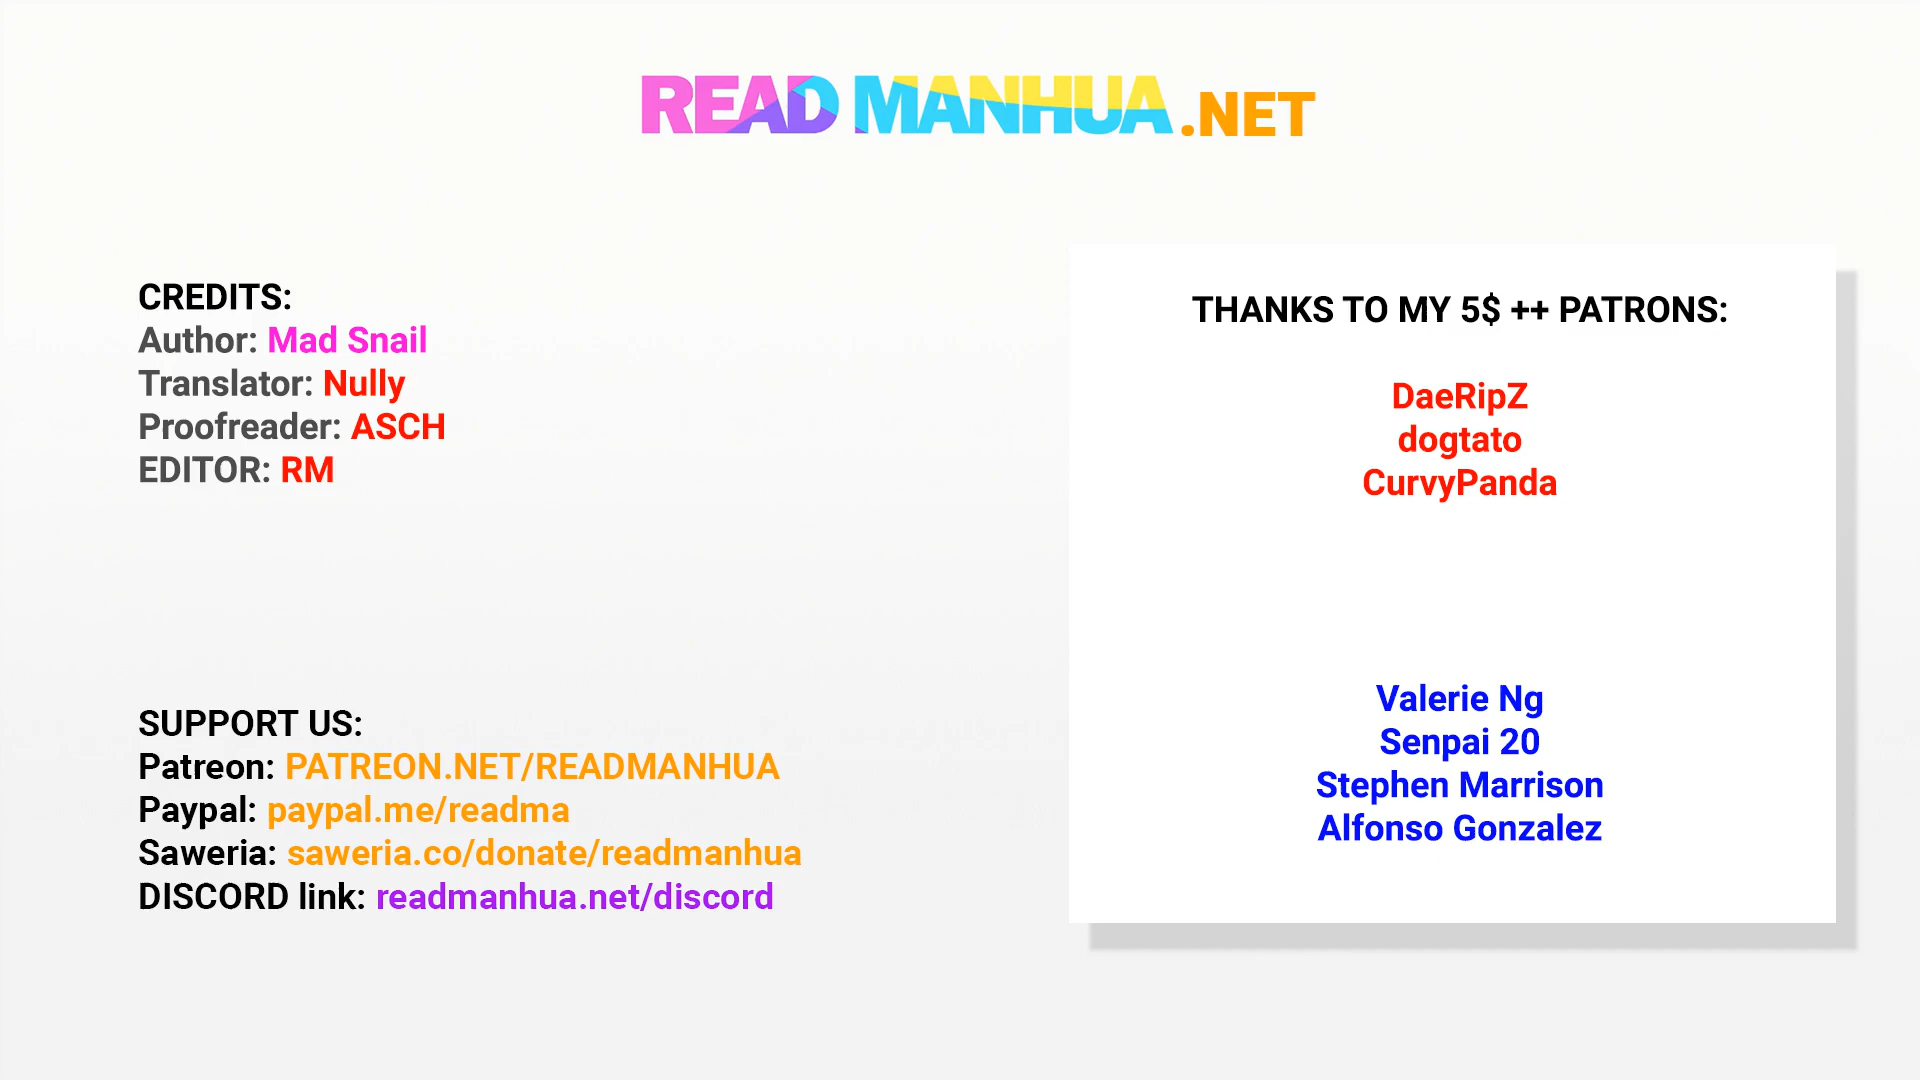 READ MANHUA.NET
CREDITS:
Author: Mad Snail
Translator: Nully
Proofreader: ASCH
EDITOR: RM
SUPPORT US:
Patreon: PATREON.NET/READMANHUA
Paypal: paypal.me/readma
Saweria: saweria.co/donate/readmanhua
DISCORD link: readmanhua.net/discord
THANKS TO MY 5$ ++ PATRONS:
DaeRipZ
dogtato
CurvyPanda
Valerie Ng
Senpai 20
Stephen Marrison
Alfonso Gonzalez